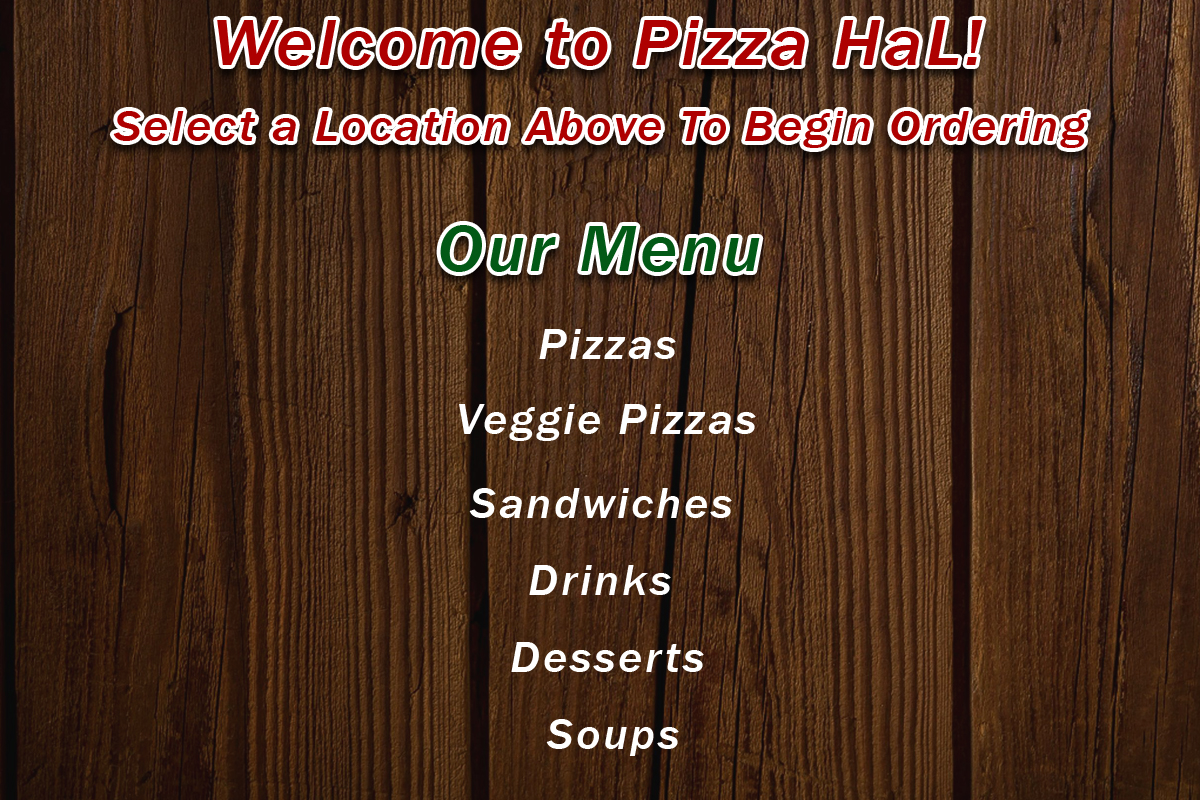 Welcome to Pizza HaL!
Select a Location Above To Begin Ordering
Our Menu
Pizzas
Veggie Pizzas
Sandwiches
Drinks
Desserts
Soups